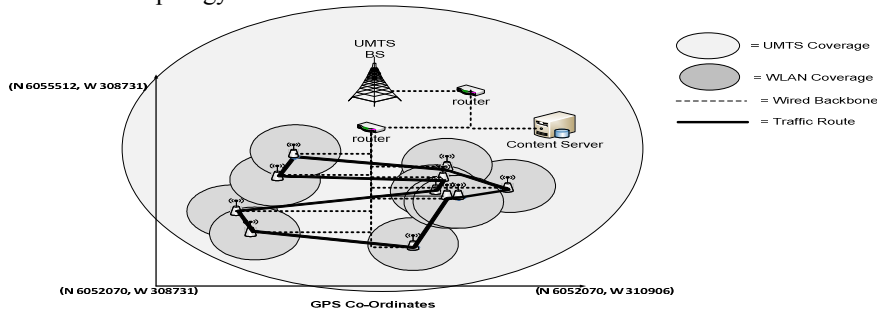 UMTS
BS
(N 6055512, W 308731)
router
router
Content Server
= UMTS Coverage
= WLAN Coverage
= Wired Backbone
= Traffic Route
(N 6052070, W 308731)
(N 6052070, W 310906)
GPS Co-Ordinates